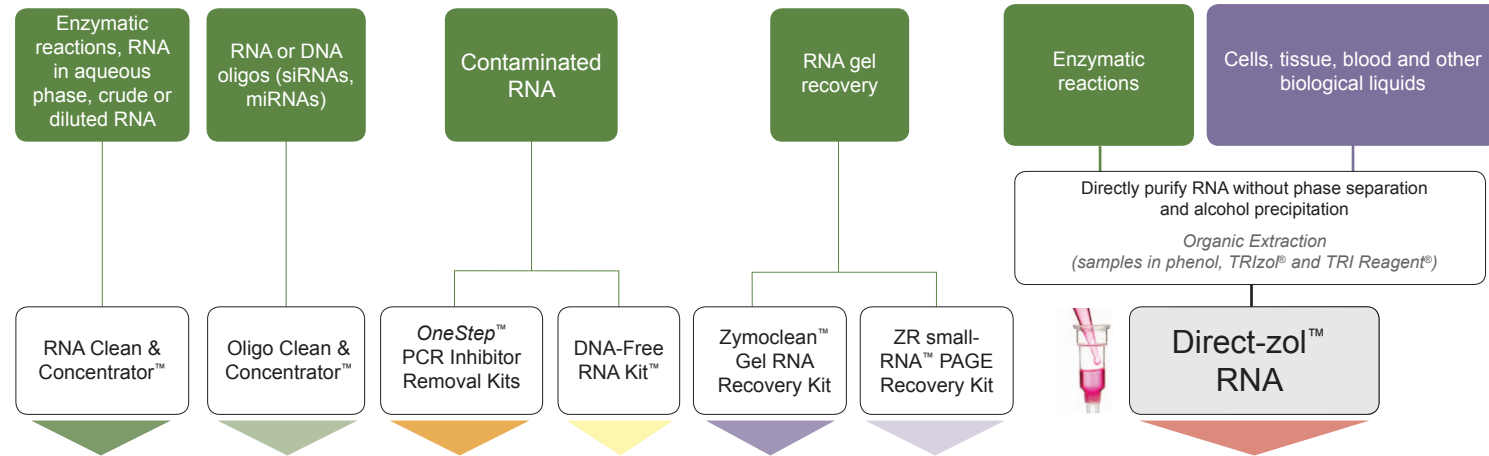 Enzymatic
reactions, RNA
in aqueous
phase, crude or
diluted RNA
RNA or DNA
oligos (siRNAs,
miRNAs)
Contaminated
RNA
RNA gel
recovery
Enzymatic
reactions
Cells, tissue, blood and other
biological liquids
Directly purify RNA without phase separation
and alcohol precipitation
Organic Extraction
(samples in phenol, TRIzol® and TRI Reagent®)
RNA Clean &
Concentrator™
Oligo Clean &
Concentrator™
OneStep™
PCR Inhibitor
Removal Kits
DNA-Free
RNA Kit™
Zymoclean™
Gel RNA
Recovery Kit
ZR small-
RNA™ PAGE
Recovery Kit
Direct-zol™
RNA